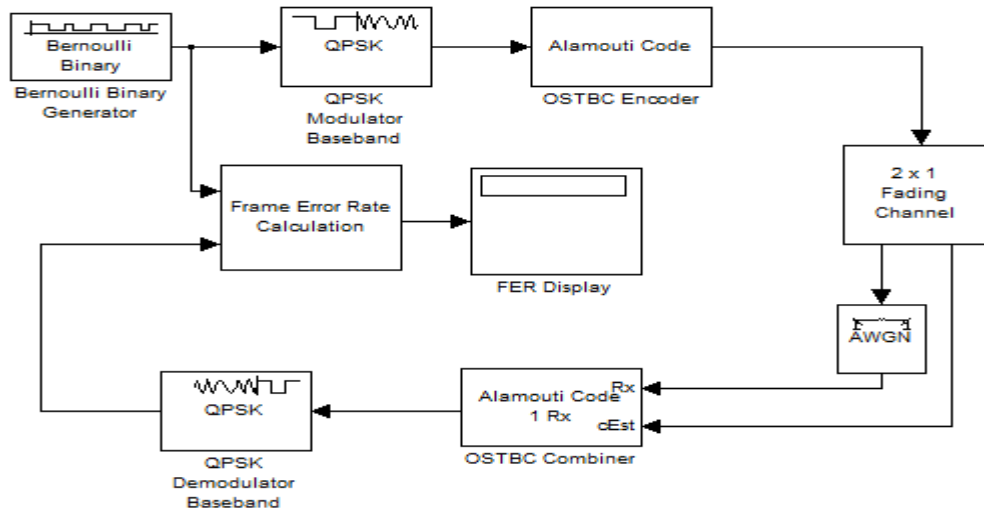 Bernoulli
Binary
Bernoulli Binary
Generator
QPSK
QPSK
Modulator
Baseband
Alamouti Code
OSTBC Encoder
2 x 1
Fading
Channel
Frame Error Rate
Calculation
FER Display
AWGN
Rx
Alamouti Code
1 Rx
cEst
OSTBC Combiner
QPSK
QPSK
Demodulator
Baseband